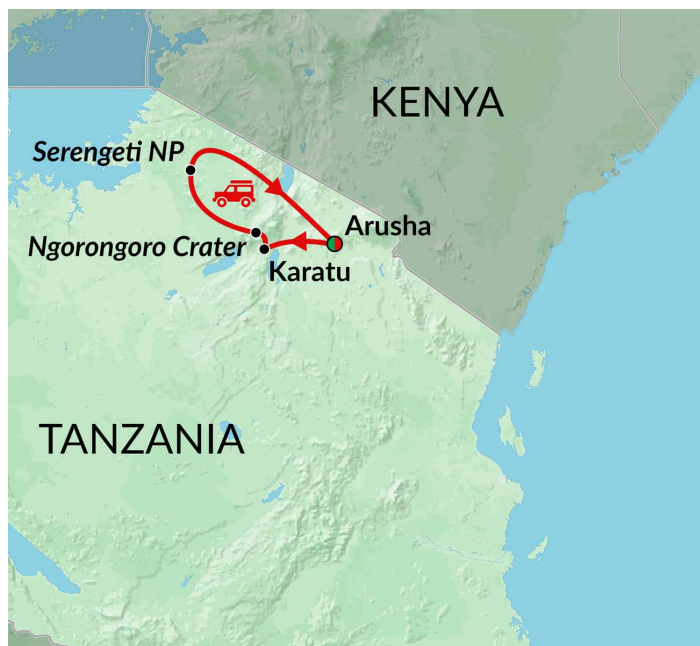 KENYA
Serengeti NP
Arusha
Ngorongoro Crater
Karatu
TANZANIA